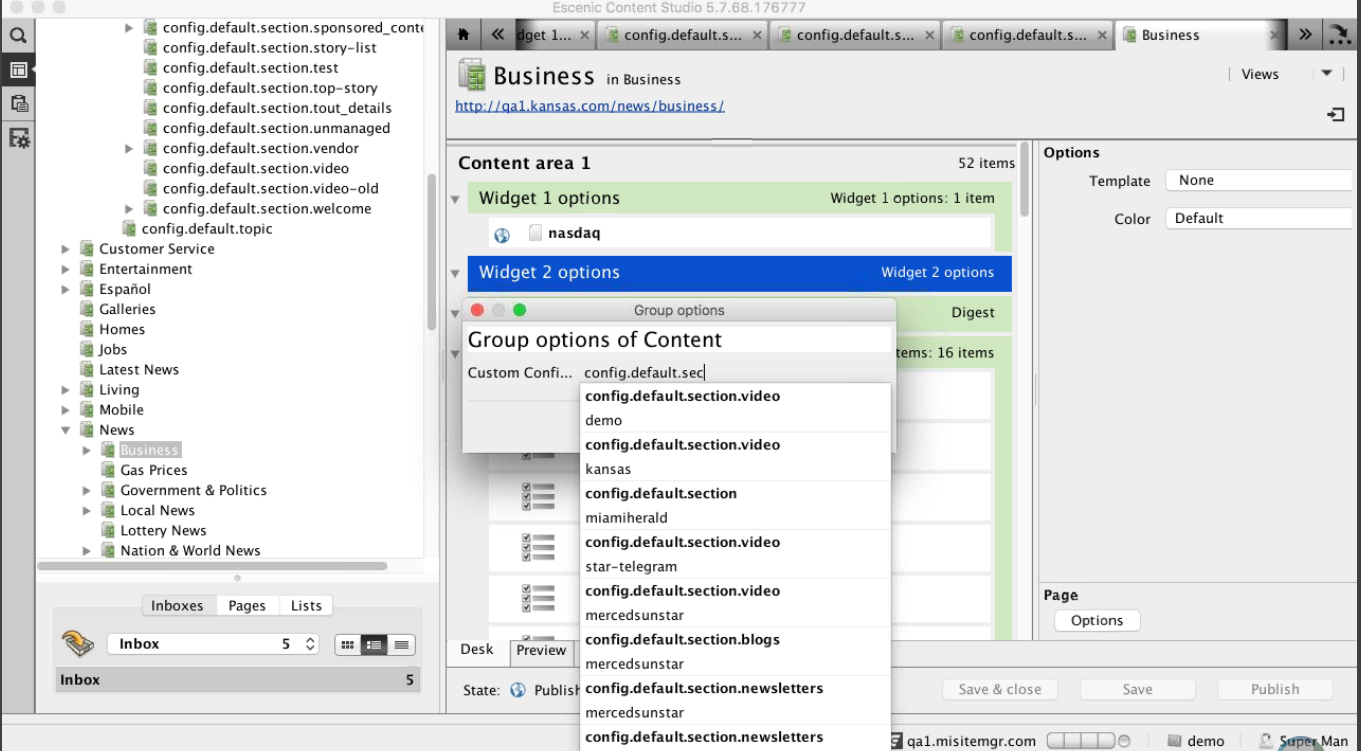 Escenic Content Studio 5.7.68.176777
config.default.section.sponsored_conte
config.default.section.story-list
config.default.section.test
config.default.section.top-story
config.default.section.tout_details
config.default.section.unmanaged
config.default.section.vendor
config.default.section.video
config.default.section.video-old
config.default.section.welcome
config.default.topic
Customer Service
Entertainment
Español
Galleries
Homes
Jobs
Latest News
Living
Mobile
News
Business
Gas Prices
Government & Politics
Local News
Lottery News
Nation & World News
Inboxes Pages Lists
Inbox 5
Inbox 5
dget 1... × config.default.s... × config.default.s... × config.default.s... × Business ×
Business in Business
Views
http://qa1.kansas.com/news/business/
Content area 1 52 items
Widget 1 options Widget 1 options: 1 item
nasdaq
Widget 2 options Widget 2 options
Digest
tems: 16 items
Group options
Group options of Content
Custom Confi... config.default.sec
config.default.section.video
demo
config.default.section.video
kansas
config.default.section
miamiherald
config.default.section.video
star-telegram
config.default.section.video
mercedsunstar
config.default.section.blogs
mercedsunstar
config.default.section.newsletters
mercedsunstar
config.default.section.newsletters
Options
Template None
Color Default
Page
Options
Desk Preview
State: Publish
Save & close Save Publish
qa1.misitemgr.com demo Super Man